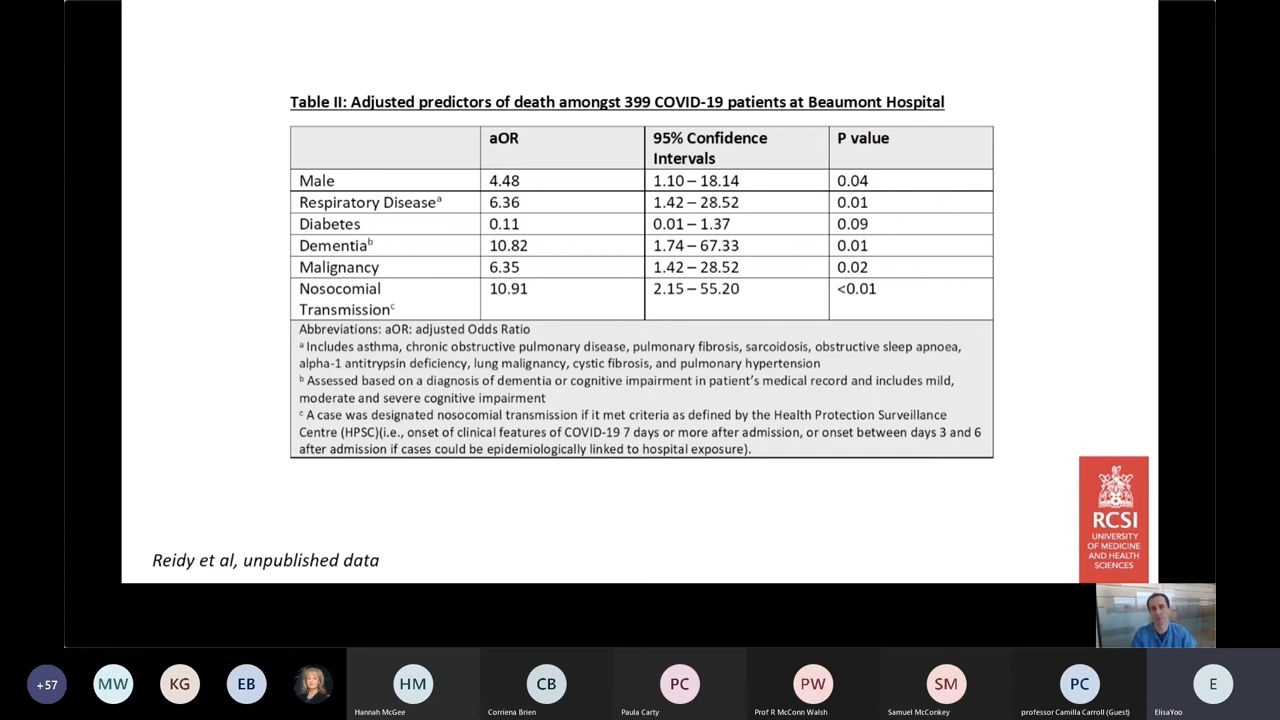 Table II: Adjusted predictors of death amongst 399 COVID-19 patients at Beaumont Hospital
aOR
95% Confidence
Intervals
P value
Male 4.48 1.10 – 18.14 0.04
Respiratory Diseaseᵃ 6.36 1.42 – 28.52 0.01
Diabetes 0.11 0.01 – 1.37 0.09
Dementiaᵇ 10.82 1.74 – 67.33 0.01
Malignancy 6.35 1.42 – 28.52 0.02
Nosocomial 10.91 2.15 – 55.20 <0.01
Transmissionᶜ
Abbreviations: aOR: adjusted Odds Ratio
ᵃ Includes asthma, chronic obstructive pulmonary disease, pulmonary fibrosis, sarcoidosis, obstructive sleep apnoea,
alpha-1 antitrypsin deficiency, lung malignancy, cystic fibrosis, and pulmonary hypertension
ᵇ Assessed based on a diagnosis of dementia or cognitive impairment in patient's medical record and includes mild,
moderate and severe cognitive impairment
ᶜ A case was designated nosocomial transmission if it met criteria as defined by the Health Protection Surveillance
Centre (HPSC)(i.e., onset of clinical features of COVID-19 7 days or more after admission, or onset between days 3 and 6
after admission if cases could be epidemiologically linked to hospital exposure).
RCSI
UNIVERSITY
OF MEDICINE
AND HEALTH
SCIENCES
Reidy et al, unpublished data
+57 MW KG EB HM CB PC PW SM PC E
Hannah McGee Corriena Brien Paula Carty Prof R McConn Walsh Samuel McConkey professor Camilla Carroll (Guest) ElisaYoo